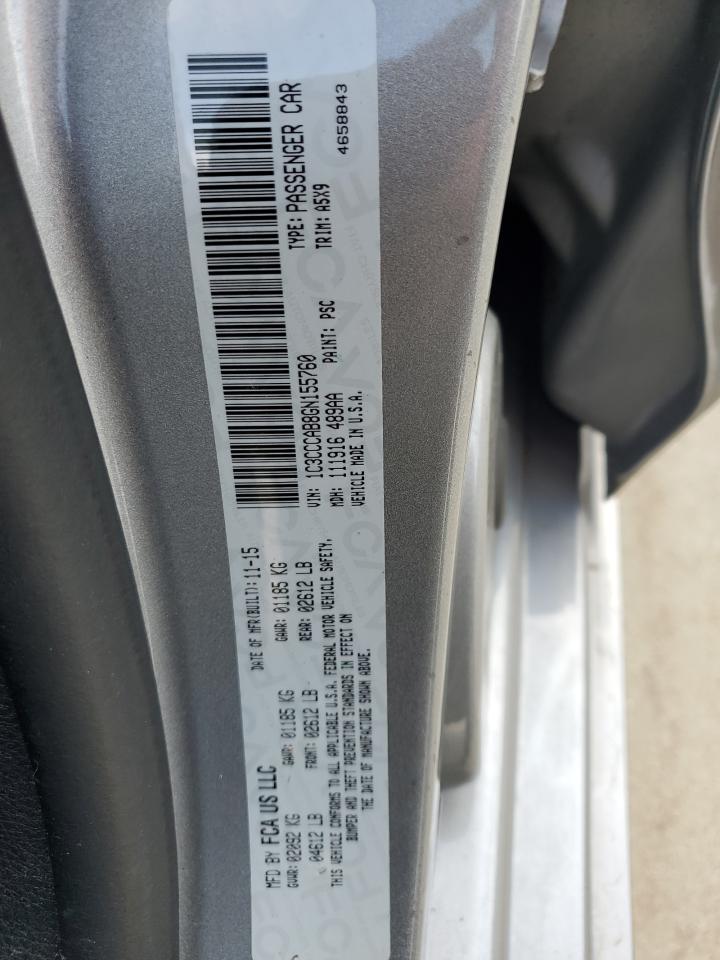 MFD BY FCA US LLC
DATE OF MFR(BUILT): 11-15
GVWR: 02092 KG
GAWR: 01185 KG
GAWR: 01185 KG
04612 LB
FRONT: 02612 LB
REAR: 02612 LB
THIS VEHICLE CONFORMS TO ALL APPLICABLE U.S.A. FEDERAL MOTOR VEHICLE SAFETY,
BUMPER AND THEFT PREVENTION STANDARDS IN EFFECT ON
THE DATE OF MANUFACTURE SHOWN ABOVE.
VIN: 1C3CCCAB8GN155760
TYPE: PASSENGER CAR
MDH: 111916 489AA
PAINT: PSC
TRIM: A5X9
VEHICLE MADE IN U.S.A.
4658843